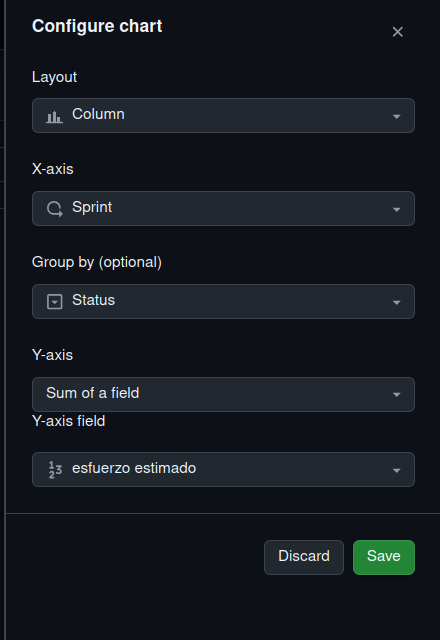 Configure chart
Layout
Column
X-axis
Sprint
Group by (optional)
Status
Y-axis
Sum of a field
Y-axis field
esfuerzo estimado
Discard
Save